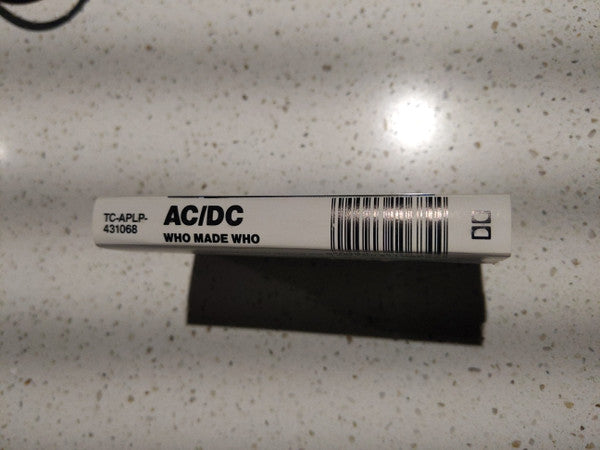 TC-APLP-
431068
AC/DC
WHO MADE WHO